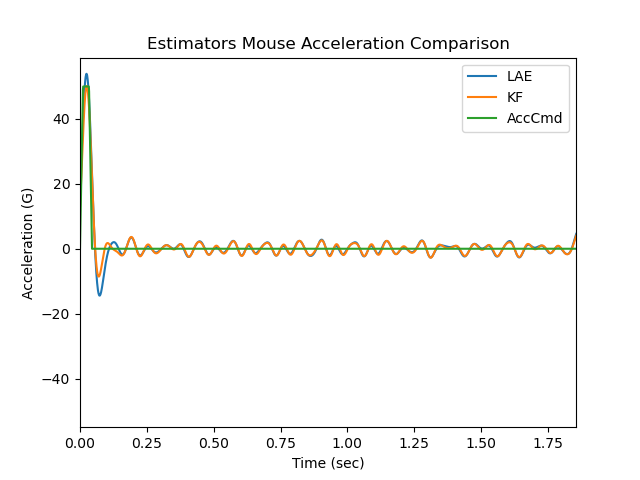 Estimators Mouse Acceleration Comparison
LAE
KF
AccCmd
40
20
0
−20
−40
Acceleration (G)
0.00 0.25 0.50 0.75 1.00 1.25 1.50 1.75
Time (sec)